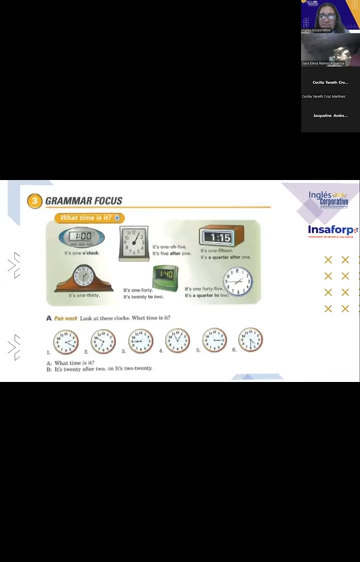 Cecilia Yaneth Cru...
Cecilia Yaneth Cruz Martinez
Jaqueline Andre...
Inglés
Corporativo
Insaforp
3 GRAMMAR FOCUS
What time is it?
1:00
It's one o'clock.
It's one-oh-five.
It's five after one.
1:15
It's one-fifteen.
It's a quarter after one.
It's one-thirty.
1:40
It's one-forty.
It's twenty to two.
It's one forty-five.
It's a quarter to two.
A Pair work Look at these clocks. What time is it?
1.
2.
3.
4.
5.
6.
A: What time is it?
B: It's twenty after two. OR It's two-twenty.